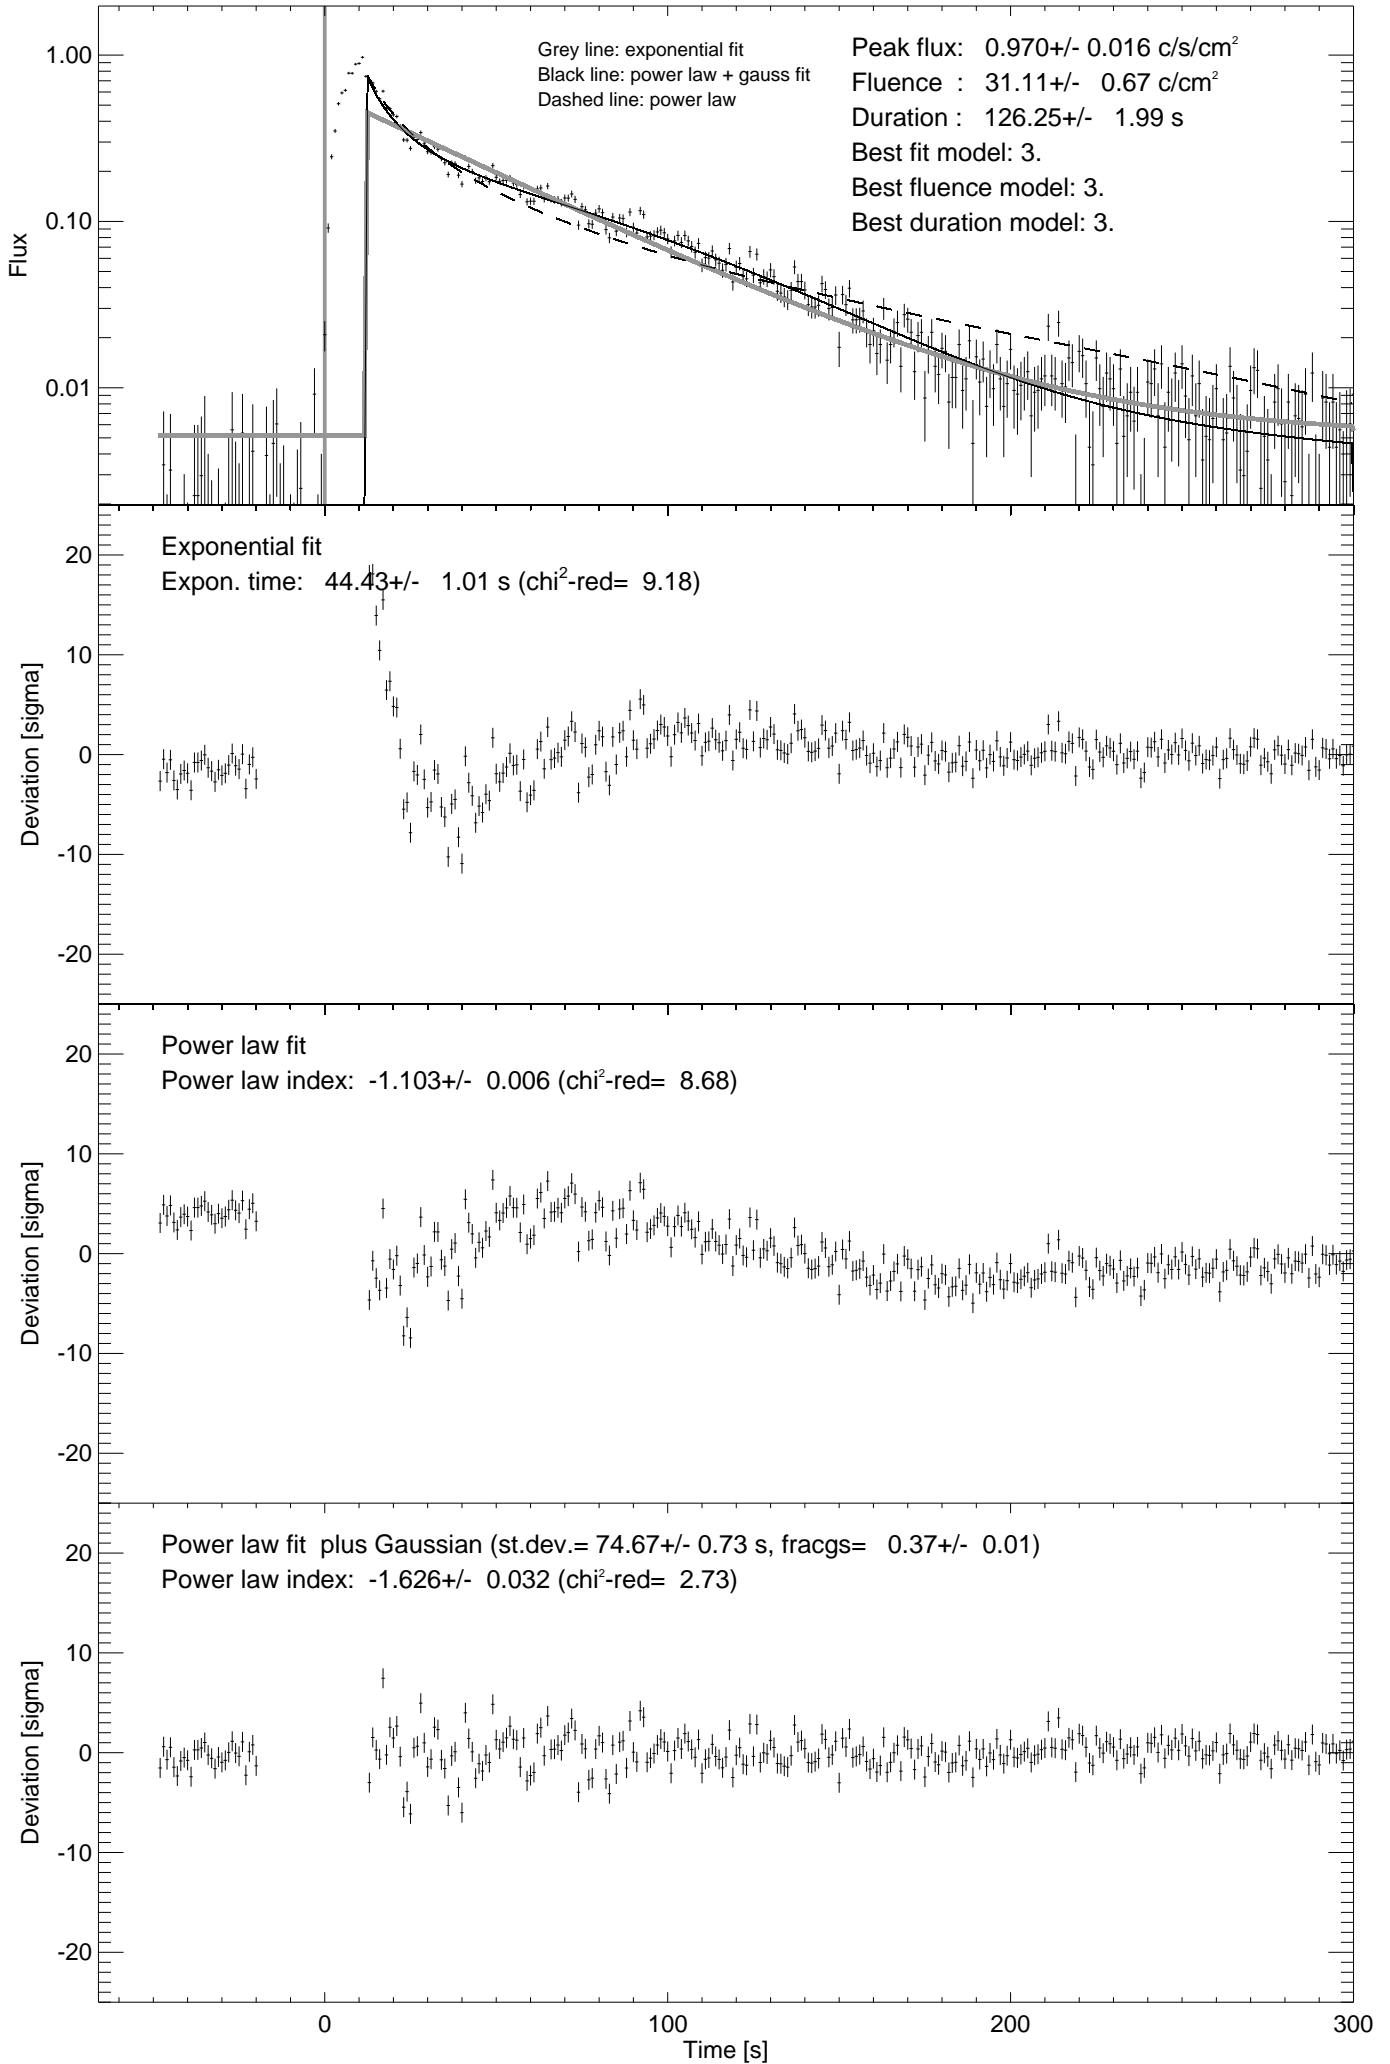 Grey line: exponential fit
Black line: power law + gauss fit
Dashed line: power law
Peak flux: 0.970+/- 0.016 c/s/cm²
Fluence : 31.11+/- 0.67 c/cm²
Duration : 126.25+/- 1.99 s
Best fit model: 3.
Best fluence model: 3.
Best duration model: 3.
1.00
0.10
0.01
Flux
Exponential fit
Expon. time: 44.43+/- 1.01 s (chi²-red= 9.18)
20
10
0
-10
-20
Deviation [sigma]
Power law fit
Power law index: -1.103+/- 0.006 (chi²-red= 8.68)
20
10
0
-10
-20
Deviation [sigma]
Power law fit plus Gaussian (st.dev.= 74.67+/- 0.73 s, fracgs= 0.37+/- 0.01)
Power law index: -1.626+/- 0.032 (chi²-red= 2.73)
20
10
0
-10
-20
Deviation [sigma]
0 100 200 300
Time [s]